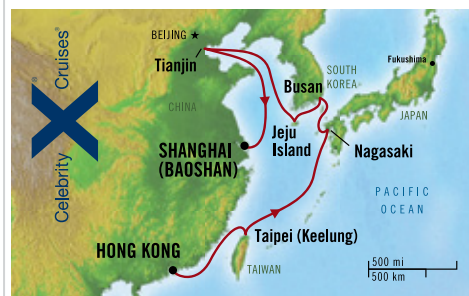 Celebrity X Cruises®
BEIJING ★
Tianjin
CHINA
SOUTH
KOREA
Busan
Fukushima
JAPAN
Jeju
Island
SHANGHAI
(BAOSHAN)
Nagasaki
PACIFIC
OCEAN
Taipei (Keelung)
HONG KONG
TAIWAN
500 mi
500 km